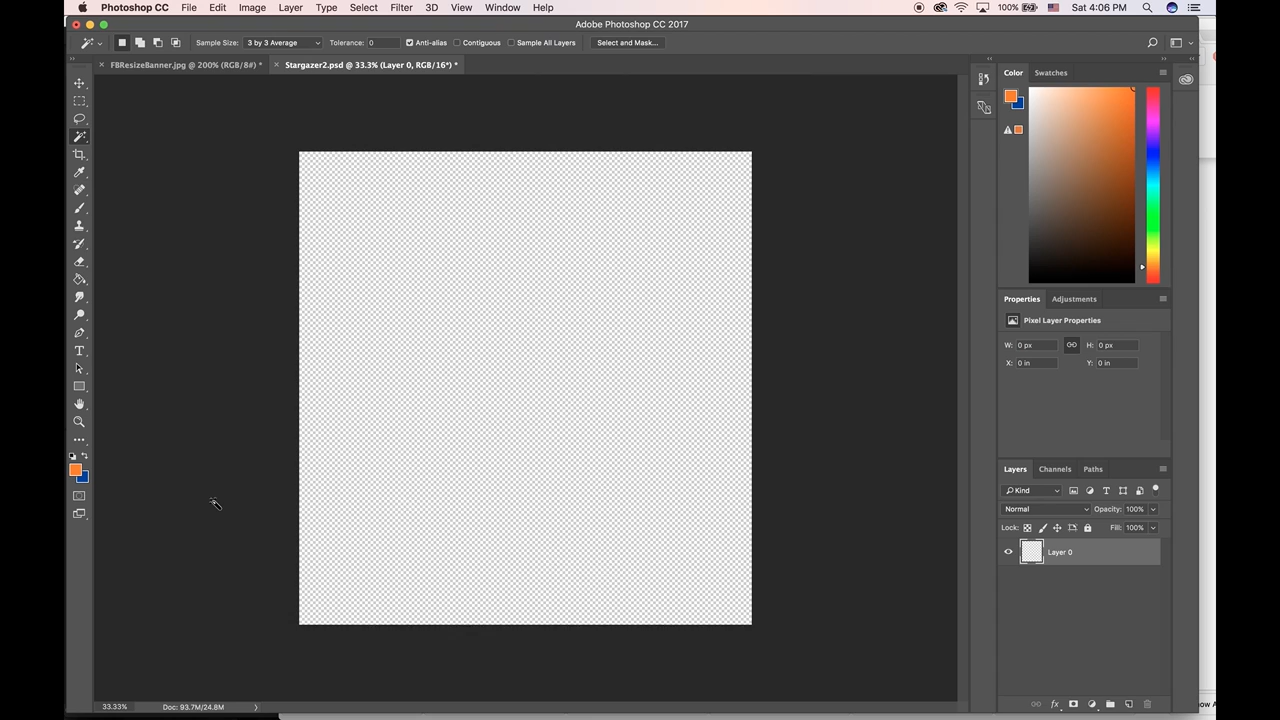 Photoshop CC File Edit Image Layer Type Select Filter 3D View Window Help 100% Sat 4:06 PM
Adobe Photoshop CC 2017
Sample Size: 3 by 3 Average Tolerance: 0 Anti-alias Contiguous Sample All Layers Select and Mask...
FBResizeBanner.jpg @ 200% (RGB/8#) * Stargazer2.psd @ 33.3% (Layer 0, RGB/16*) *
Color Swatches
Properties Adjustments
Pixel Layer Properties
W: 0 px H: 0 px
X: 0 in Y: 0 in
Layers Channels Paths
Kind
Normal Opacity: 100%
Lock: Fill: 100%
Layer 0
33.33% Doc: 93.7M/24.8M